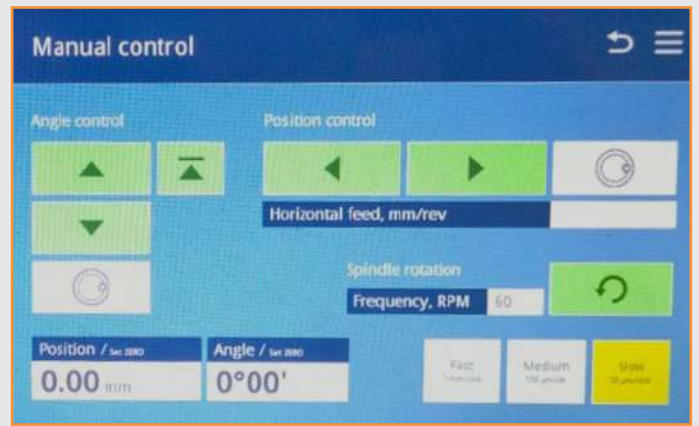 Manual control
Angle control
Position control
Horizontal feed, mm/rev
Spindle rotation
Frequency, RPM 60
Position / Set ZERO
Angle / Set ZERO
0.00 mm
0°00'
Fast
Medium
Slow